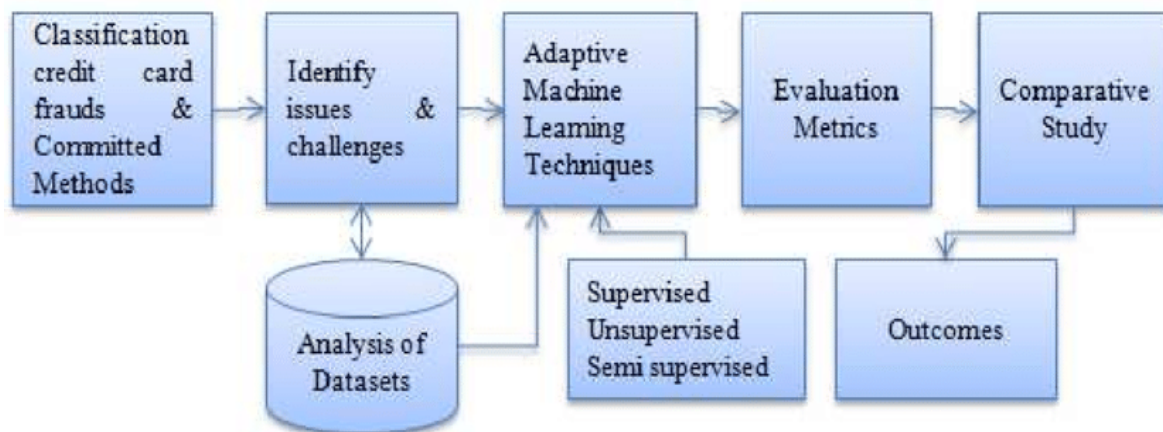 Classification
credit card
frauds &
Committed
Methods
Identify
issues &
challenges
Adaptive
Machine
Learning
Techniques
Evaluation
Metrics
Comparative
Study
Analysis of
Datasets
Supervised
Unsupervised
Semi supervised
Outcomes